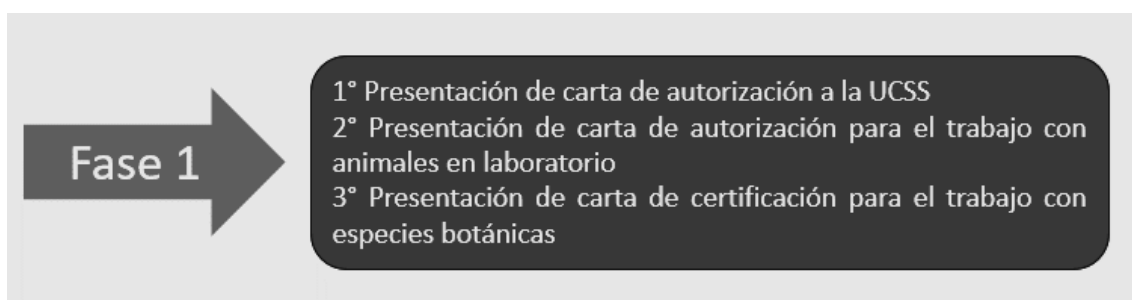 Fase 1
1° Presentación de carta de autorización a la UCSS
2° Presentación de carta de autorización para el trabajo con
animales en laboratorio
3° Presentación de carta de certificación para el trabajo con
especies botánicas